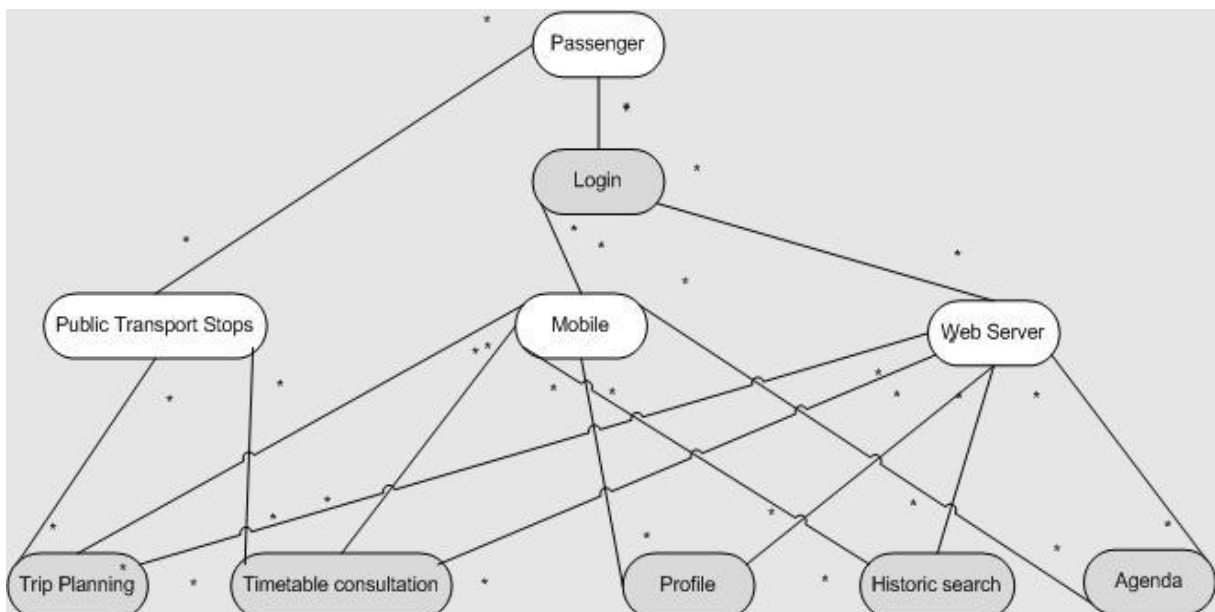 Passenger
Login
Public Transport Stops
Mobile
Web Server
Trip Planning
Timetable consultation
Profile
Historic search
Agenda